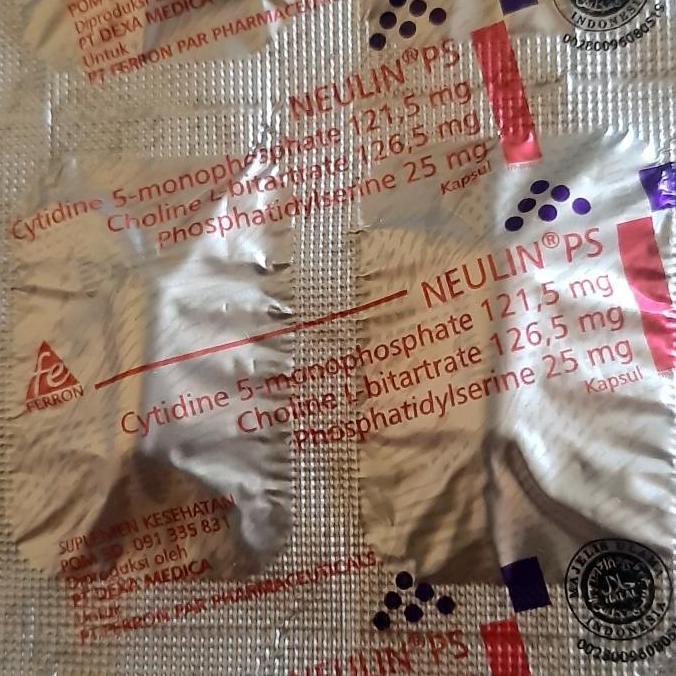 POM
Diproduksi
PT DEXA MEDICA
Untuk
PT FERRON PAR PHARMACEUTICALS
INDONESIA
NEULIN® PS
Cytidine 5-monophosphate 121,5 mg
Choline L-bitartrate 126,5 mg
Phosphatidylserine 25 mg
Kapsul
NEULIN® PS
Cytidine 5-monophosphate 121,5 mg
Choline L-bitartrate 126,5 mg
Phosphatidylserine 25 mg
Kapsul
fe
FERRON
SUPLEMEN KESEHATAN
POM SD. 091 335 831
Diproduksi oleh
PT DEXA MEDICA
Untuk
PT FERRON PAR PHARMACEUTICALS
MAJELIS ULAMA
INDONESIA
NEULIN® PS